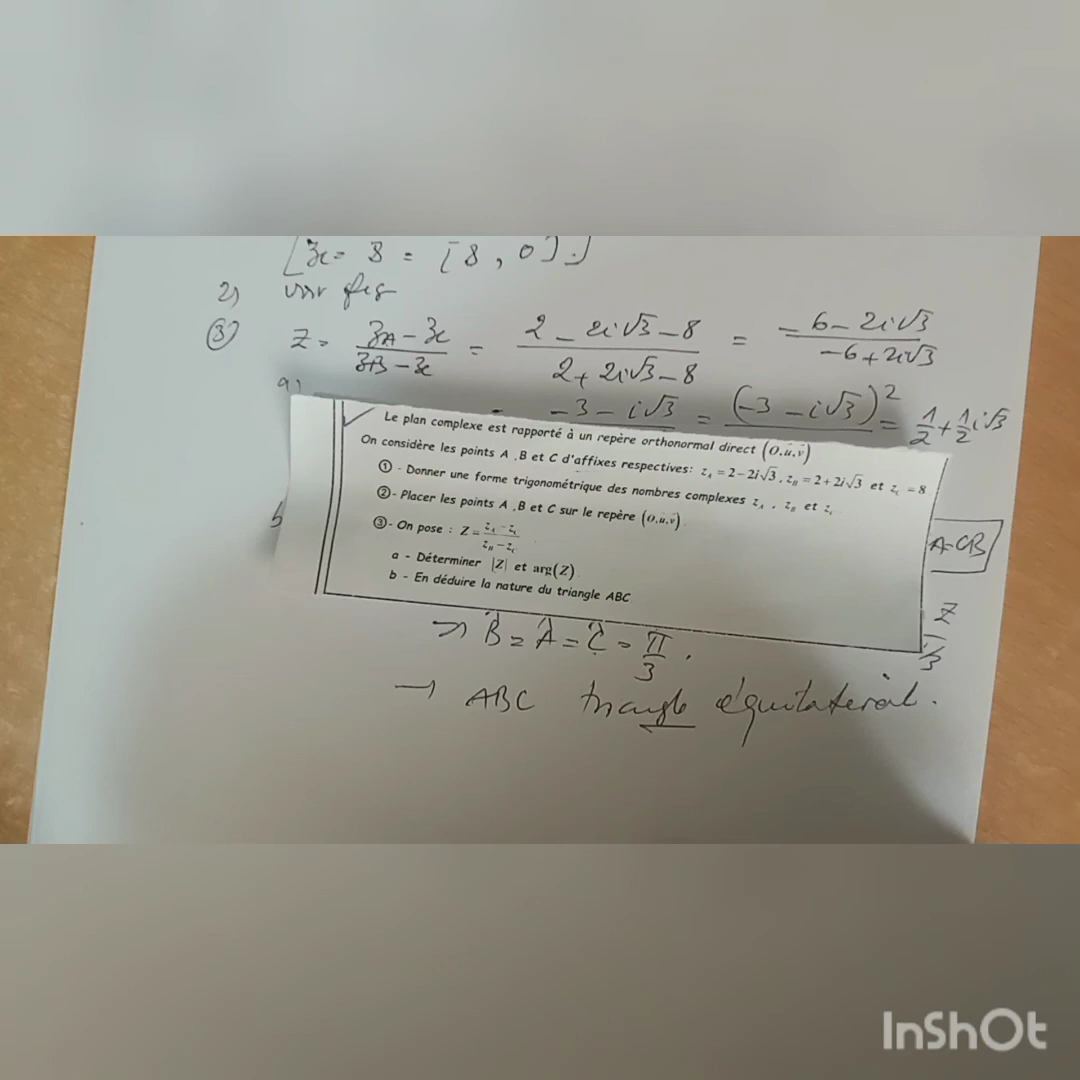 [zc = 8 = [8, 0].]
2) voir fig
③ Z = zA - zc / zB - zc = 2 - 2i√3 - 8 / 2 + 2i√3 - 8 = -6 - 2i√3 / -6 + 2i√3
a) = -3 - i√3 = (-3 - i√3)² = 1/2 + 1/2 i√3
Le plan complexe est rapporté à un repère orthonormal direct (O,u,v)
On considère les points A ,B et C d'affixes respectives: zA = 2-2i√3 , zB = 2+2i√3 et zC = 8
① - Donner une forme trigonométrique des nombres complexes zA , zB et zC
②- Placer les points A ,B et C sur le repère (O,u,v)
③- On pose : Z = zA - zC / zB - zC
a - Déterminer |Z| et arg(Z)
b - En déduire la nature du triangle ABC
b
A=CB
Z
π/3
→ B̂ = Â = Ĉ = π/3 .
→ ABC triangle équilatéral.
InShOt